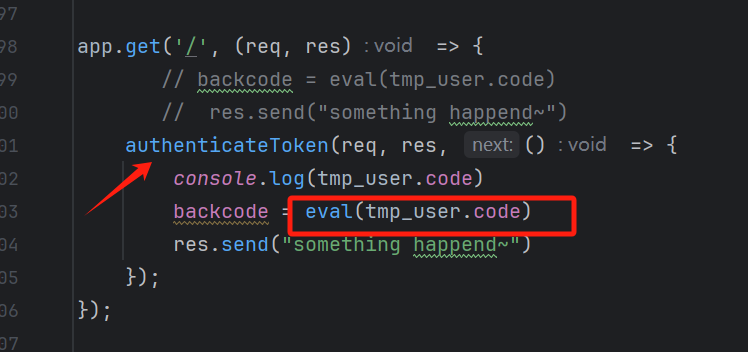 97
98 app.get('/', (req, res) : void => {
99 // backcode = eval(tmp_user.code)
00 // res.send("something happend~")
01 authenticateToken(req, res, next: () : void => {
02 console.log(tmp_user.code)
03 backcode = eval(tmp_user.code)
04 res.send("something happend~")
05 });
06 });
07